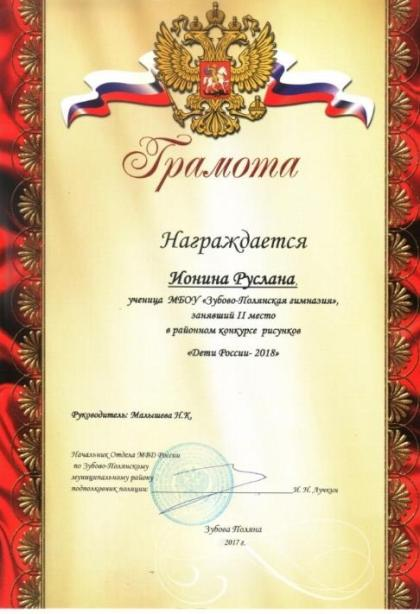 Грамота
Награждается
Ионина Руслана,
ученица МБОУ «Зубово-Полянская гимназия»,
занявший II место
в районном конкурсе рисунков
«Дети России- 2018»
Руководитель: Малышева Н.К.
Начальник Отдела МВД России
по Зубово-Полянскому
муниципальному району
подполковник полиции: И. Н. Лучкин
Зубова Поляна
2017 г.